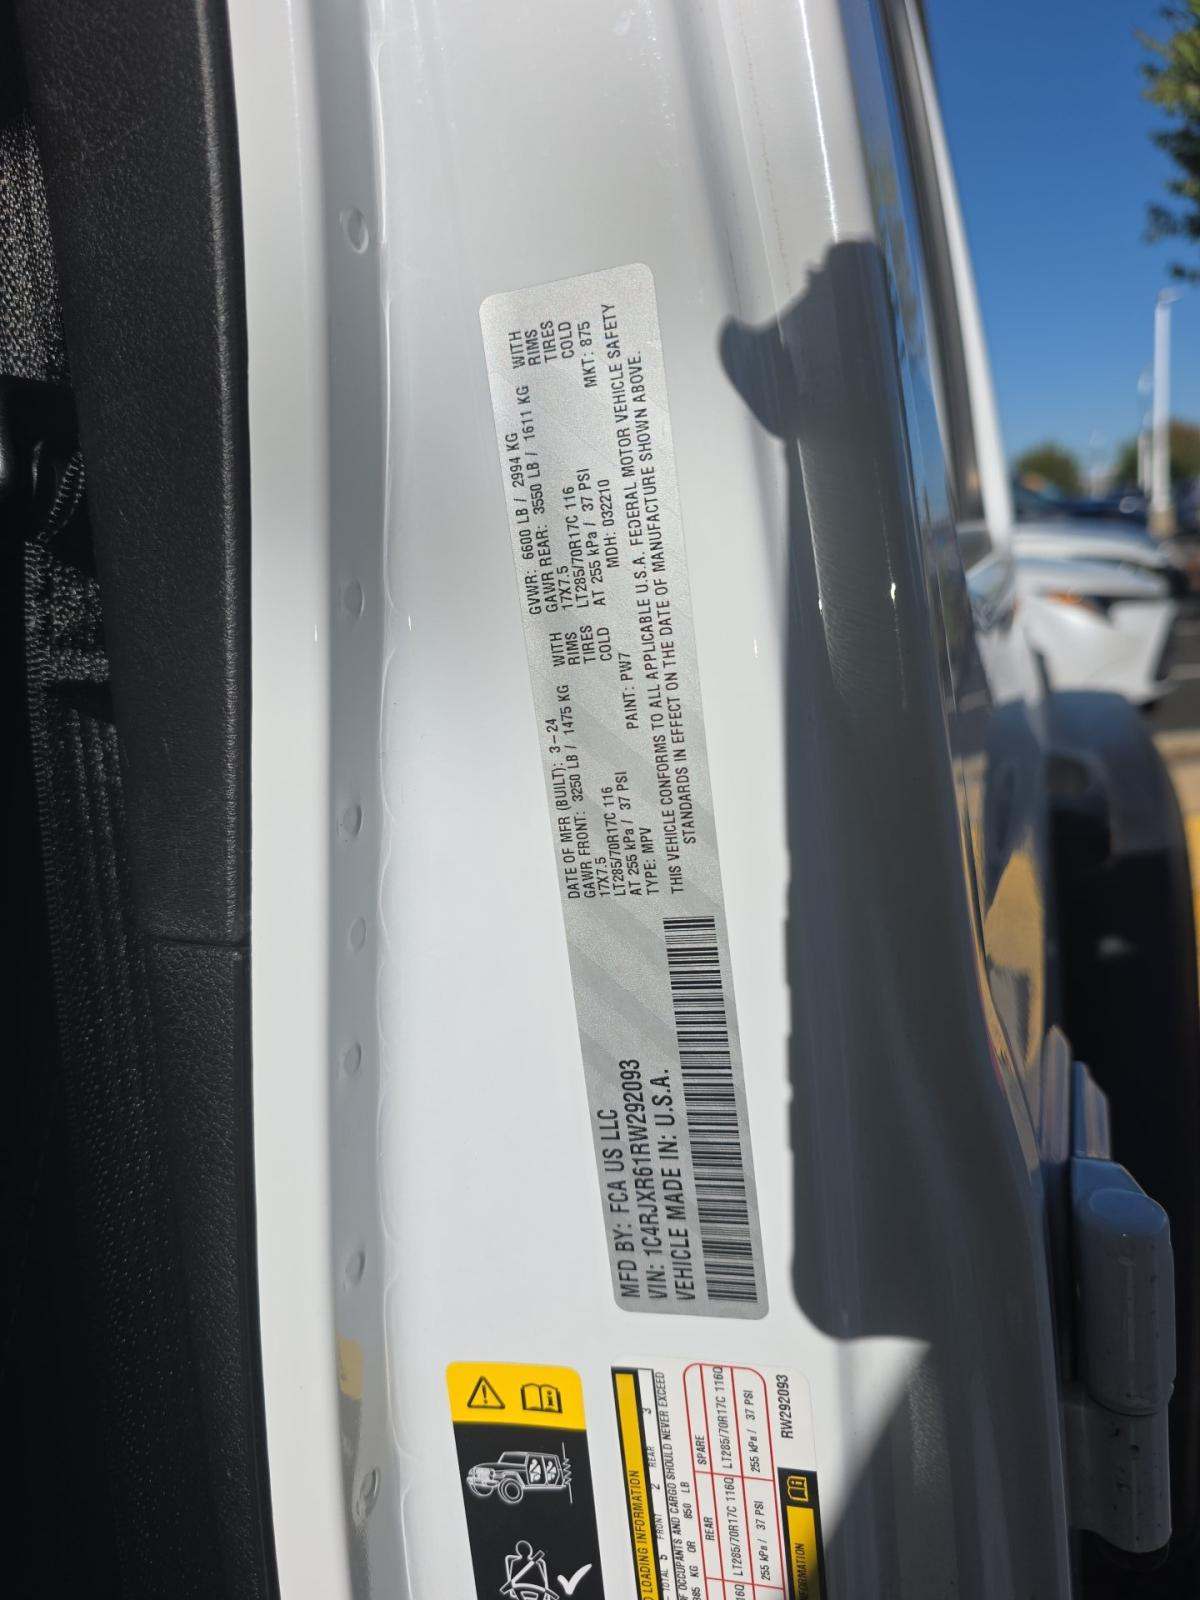 MFD BY: FCA US LLC
VIN: 1C4RJXR61RW292093
VEHICLE MADE IN: U.S.A.
DATE OF MFR (BUILT): 3-24 GVWR: 6600 LB / 2994 KG
GAWR FRONT: 3250 LB / 1475 KG WITH GAWR REAR: 3550 LB / 1611 KG WITH
17X7.5 RIMS 17X7.5 RIMS
LT285/70R17C 116 TIRES LT285/70R17C 116 TIRES
AT 255 kPa / 37 PSI COLD AT 255 kPa / 37 PSI COLD
TYPE: MPV PAINT: PW7 MDH: 032210 MKT: 875
THIS VEHICLE CONFORMS TO ALL APPLICABLE U.S.A. FEDERAL MOTOR VEHICLE SAFETY
STANDARDS IN EFFECT ON THE DATE OF MANUFACTURE SHOWN ABOVE.
LOADING INFORMATION
TOTAL 5 FRONT 2 REAR 3
OF OCCUPANTS AND CARGO SHOULD NEVER EXCEED
385 KG OR 850 LB
REAR SPARE
LT285/70R17C 116Q LT285/70R17C 116Q
255 kPa / 37 PSI 255 kPa / 37 PSI
INFORMATION RW292093